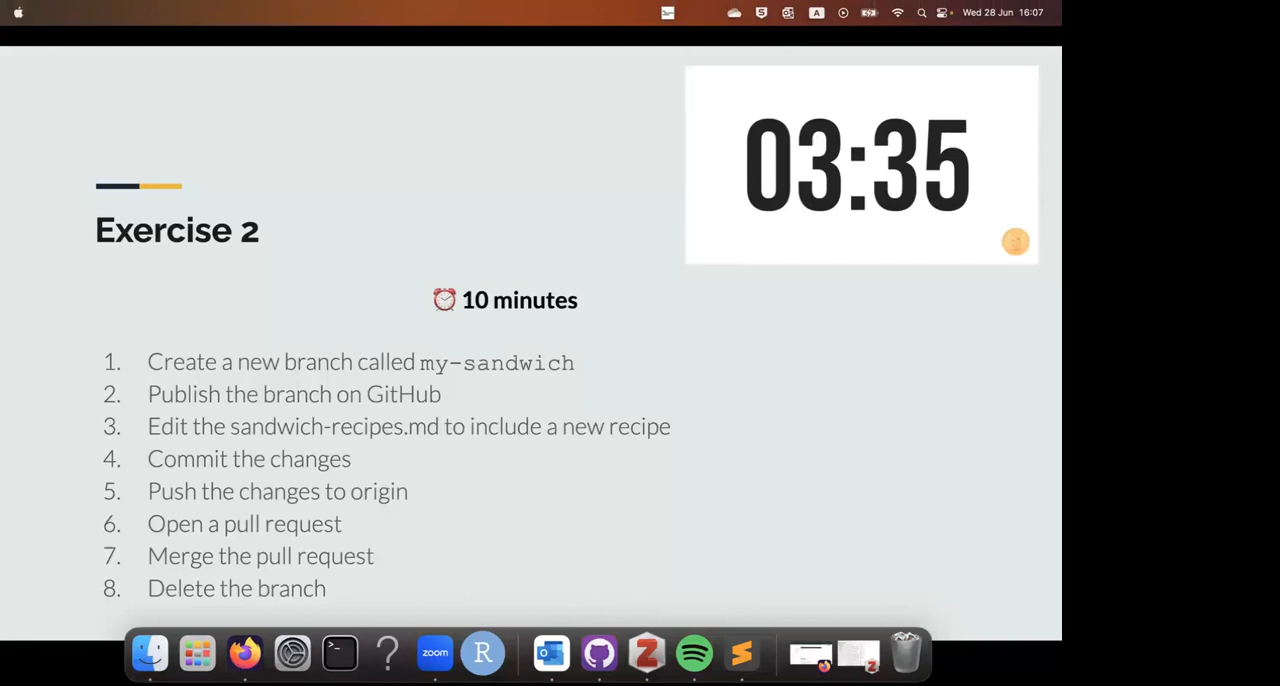 Wed 28 Jun 16:07
03:35
Exercise 2
10 minutes
1. Create a new branch called my-sandwich
2. Publish the branch on GitHub
3. Edit the sandwich-recipes.md to include a new recipe
4. Commit the changes
5. Push the changes to origin
6. Open a pull request
7. Merge the pull request
8. Delete the branch
zoom